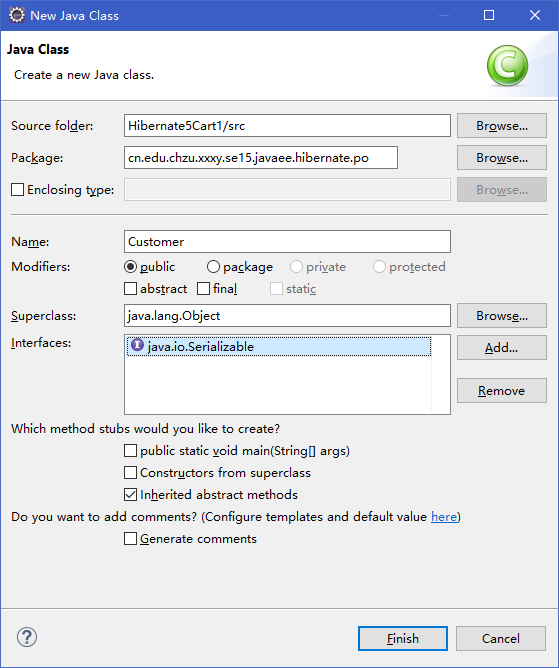 New Java Class
Java Class
Create a new Java class.
C
Source folder: Hibernate5Cart1/src Browse...
Package: cn.edu.chzu.xxxy.se15.javaee.hibernate.po Browse...
Enclosing type: Browse...
Name: Customer
Modifiers: public package private protected
abstract final static
Superclass: java.lang.Object Browse...
Interfaces: java.io.Serializable Add...
Remove
Which method stubs would you like to create?
public static void main(String[] args)
Constructors from superclass
Inherited abstract methods
Do you want to add comments? (Configure templates and default value here)
Generate comments
? Finish Cancel